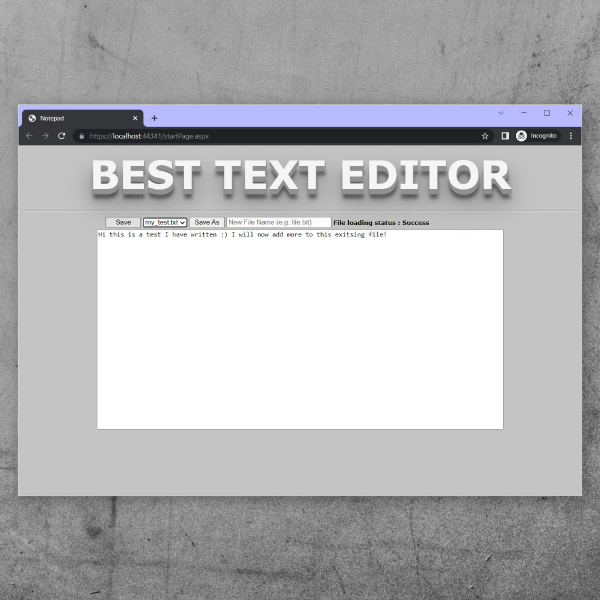 Notepad
https://localhost:44341/startPage.aspx
Incognito
BEST TEXT EDITOR
Save my_test.txt Save As New File Name (e.g. file.txt) File loading status : Success
Hi this is a test I have written :) I will now add more to this exitsing file!